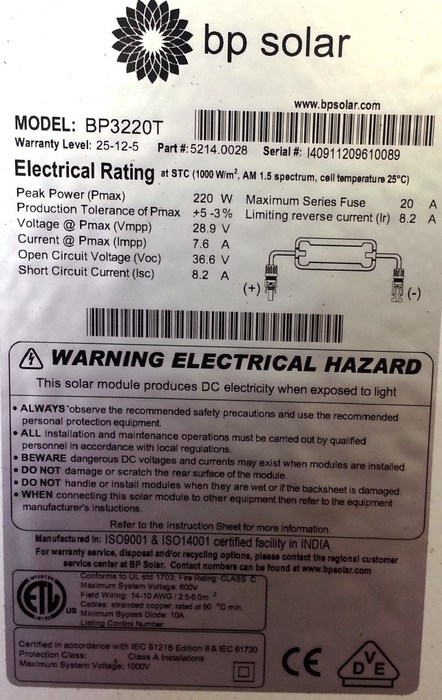 bp solar
www.bpsolar.com
MODEL: BP3220T
Warranty Level: 25-12-5 Part #: 5214.0028 Serial #: I40911209610089
Electrical Rating at STC (1000 W/m², AM 1.5 spectrum, cell temperature 25°C)
Peak Power (Pmax) 220 W Maximum Series Fuse 20 A
Production Tolerance of Pmax +5 -3% Limiting reverse current (Ir) 8.2 A
Voltage @ Pmax (Vmpp) 28.9 V
Current @ Pmax (Impp) 7.6 A
Open Circuit Voltage (Voc) 36.6 V
Short Circuit Current (Isc) 8.2 A
(+) (-)
WARNING ELECTRICAL HAZARD
This solar module produces DC electricity when exposed to light
• ALWAYS observe the recommended safety precautions and use the recommended
personal protection equipment.
• ALL Installation and maintenance operations must be carried out by qualified
personnel in accordance with local regulations.
• BEWARE dangerous DC voltages and currents may exist when modules are installed.
• DO NOT damage or scratch the rear surface of the module.
• DO NOT handle or install modules when they are wet or if the backsheet is damaged.
• WHEN connecting this solar module to other equipment then refer to the equipment
manufacturer's instuctions.
Refer to the Instruction Sheet for more information.
Manufactured In: ISO9001 & ISO14001 certified facility in INDIA
For warranty service, disposal and/or recycling options, please contact the regional customer
service center at BP Solar. Contact numbers can be found at www.bpsolar.com
Conforms to UL std 1703; Fire Rating: CLASS C
Maximum System Voltage: 600V
Field Wiring: 14-10 AWG / 2.5-6.0m ²
Cables: stranded copper, rated at 90 °C min.
Minimum Bypass Diode: 10A
Listing Control Number:
INTERTEK
ETL
US
Certified in accordance with IEC 61215 Edition II & IEC 61730
Protection Class: Class A Installations
Maximum System Voltage: 1000V
CE
DVE